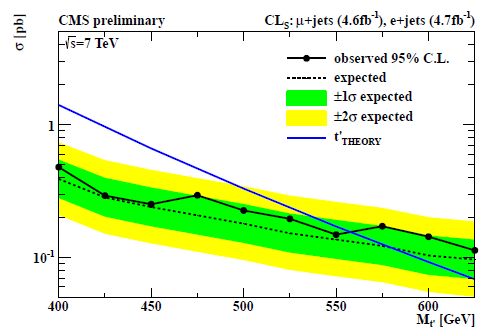 CMS preliminary
CLS: μ+jets (4.6fb-1), e+jets (4.7fb-1)
σ [pb]
√s=7 TeV
observed 95% C.L.
expected
±1σ expected
±2σ expected
t'THEORY
1
10-1
400 450 500 550 600
Mt' [GeV]